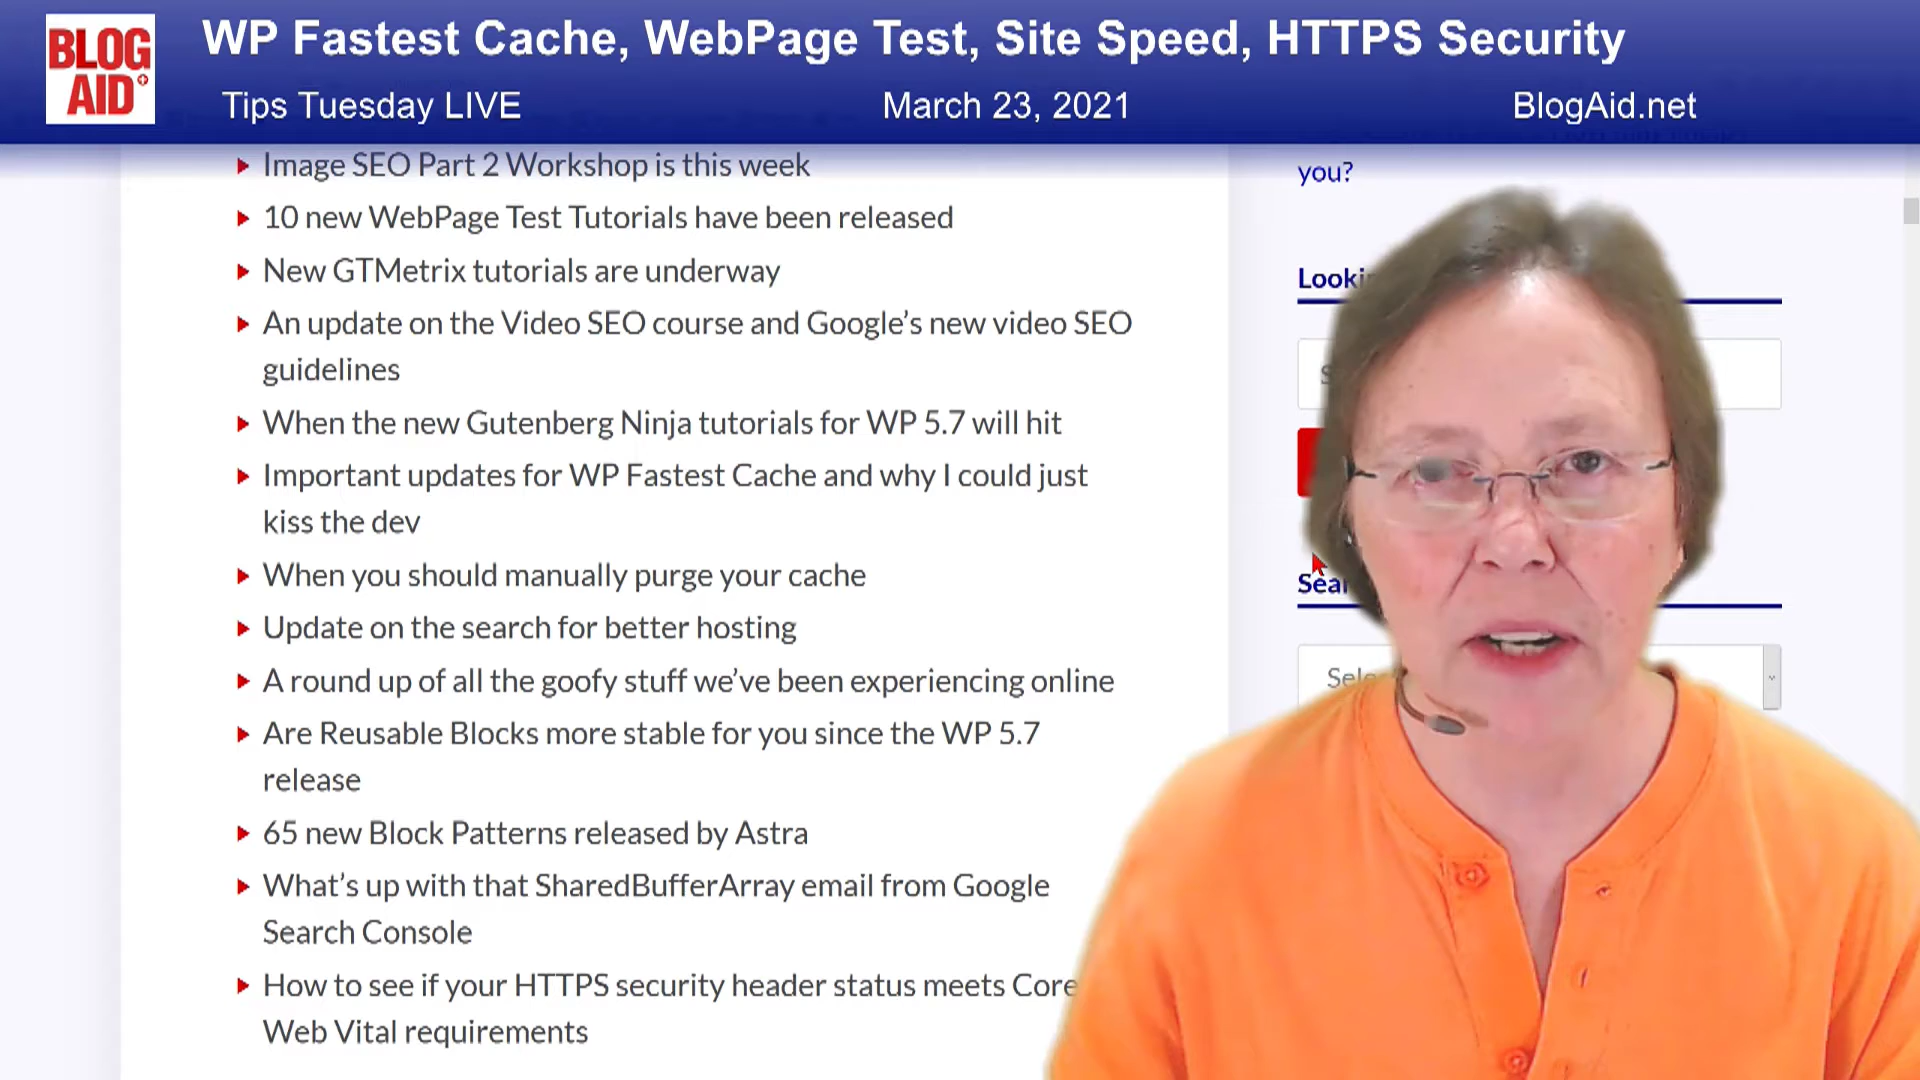 BLOG
AID
WP Fastest Cache, WebPage Test, Site Speed, HTTPS Security
Tips Tuesday LIVE
March 23, 2021
BlogAid.net
Image SEO Part 2 Workshop is this week
10 new WebPage Test Tutorials have been released
New GTMetrix tutorials are underway
An update on the Video SEO course and Google's new video SEO
guidelines
When the new Gutenberg Ninja tutorials for WP 5.7 will hit
Important updates for WP Fastest Cache and why I could just
kiss the dev
When you should manually purge your cache
Update on the search for better hosting
A round up of all the goofy stuff we've been experiencing online
Are Reusable Blocks more stable for you since the WP 5.7
release
65 new Block Patterns released by Astra
What's up with that SharedBufferArray email from Google
Search Console
How to see if your HTTPS security header status meets Core
Web Vital requirements
you?